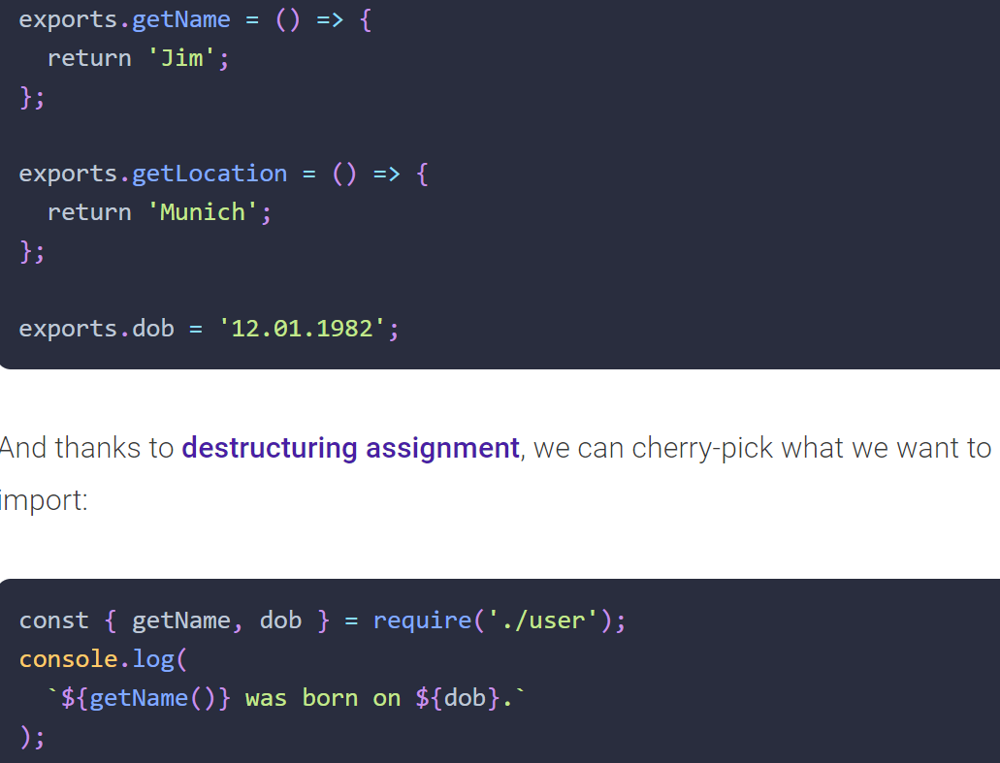 exports.getName = () => {
  return 'Jim';
};

exports.getLocation = () => {
  return 'Munich';
};

exports.dob = '12.01.1982';
And thanks to destructuring assignment, we can cherry-pick what we want to
import:
const { getName, dob } = require('./user');
console.log(
  `${getName()} was born on ${dob}.`
);